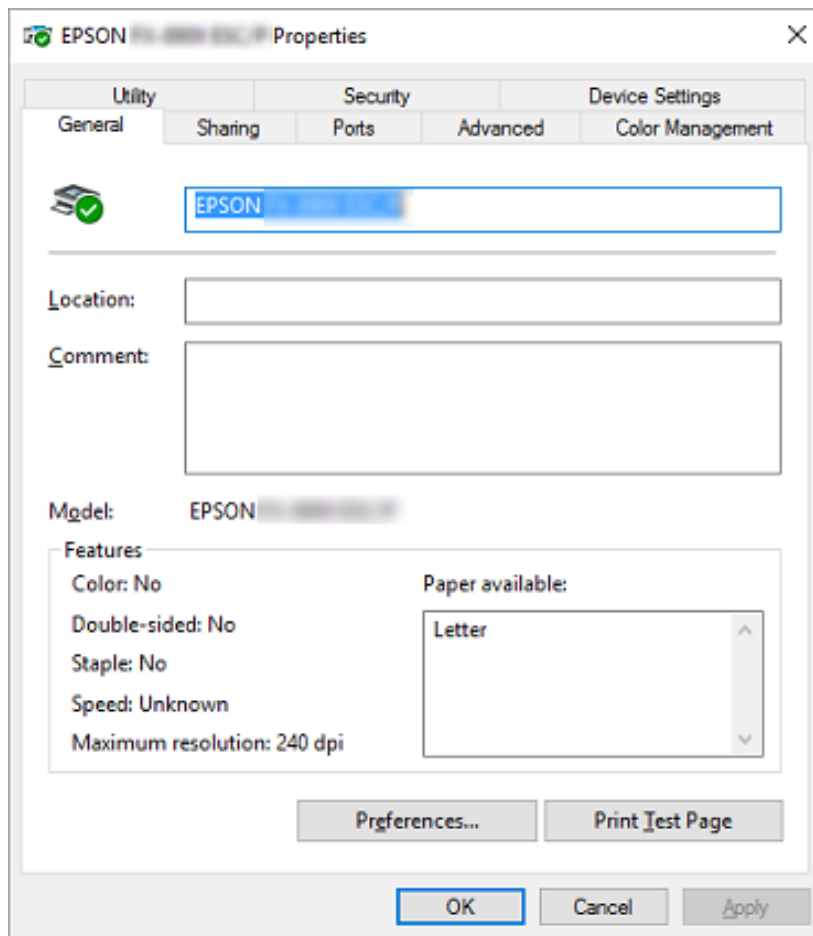 EPSON Properties
Utility Security Device Settings
General Sharing Ports Advanced Color Management
EPSON
Location:
Comment:
Model: EPSON
Features
Color: No
Double-sided: No
Staple: No
Speed: Unknown
Maximum resolution: 240 dpi
Paper available:
Letter
Preferences... Print Test Page
OK Cancel Apply